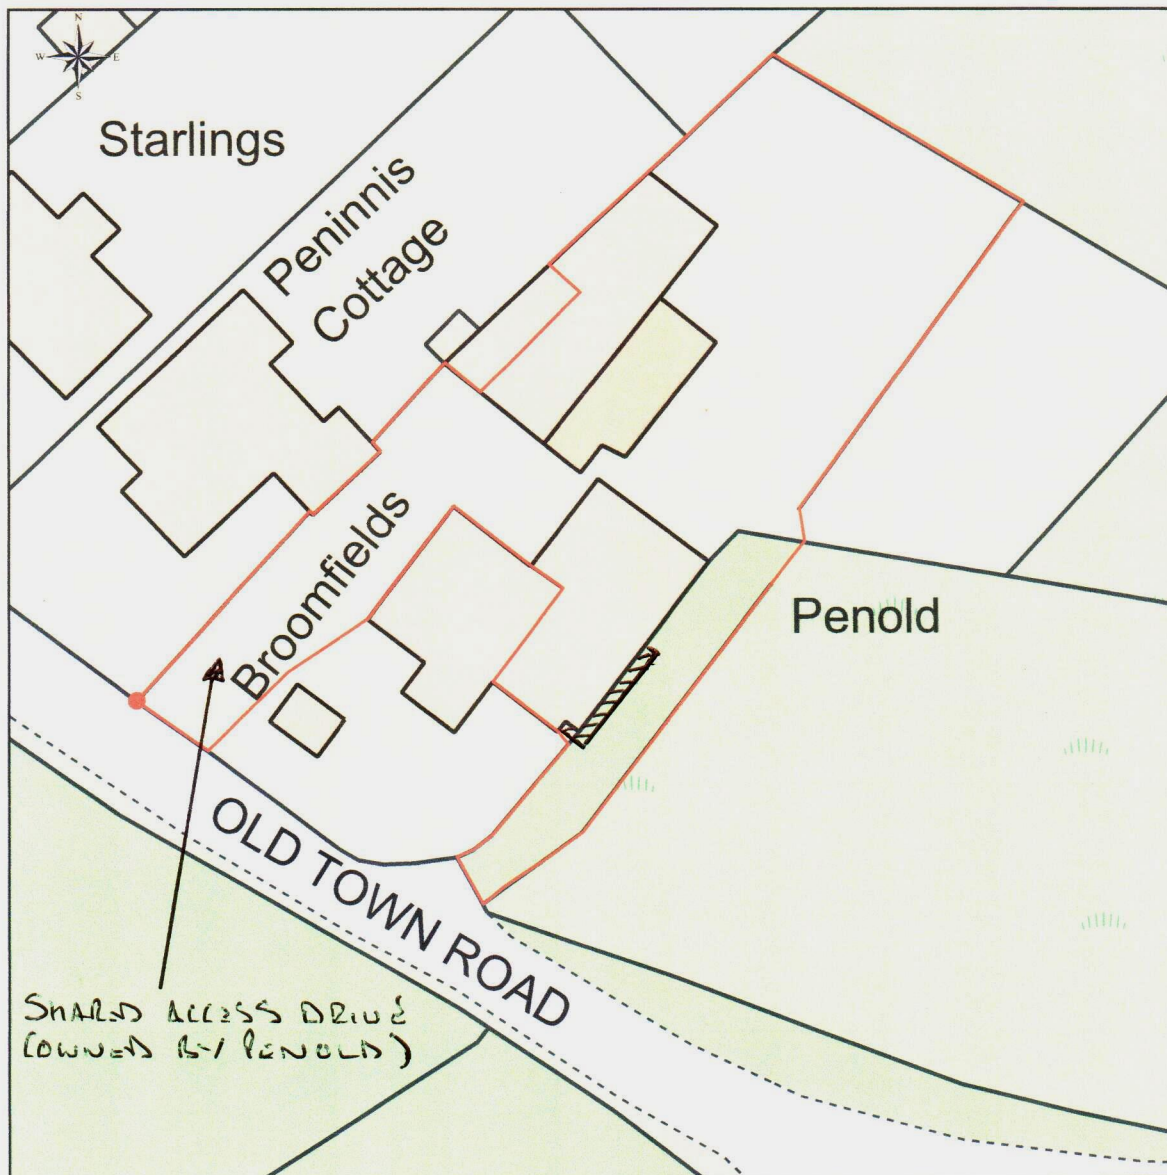 N
W E
S
Starlings
Peninnis
Cottage
Broomfields
Penold
OLD TOWN ROAD
SHARED ACCESS DRIVE
(OWNED BY PENOLD)